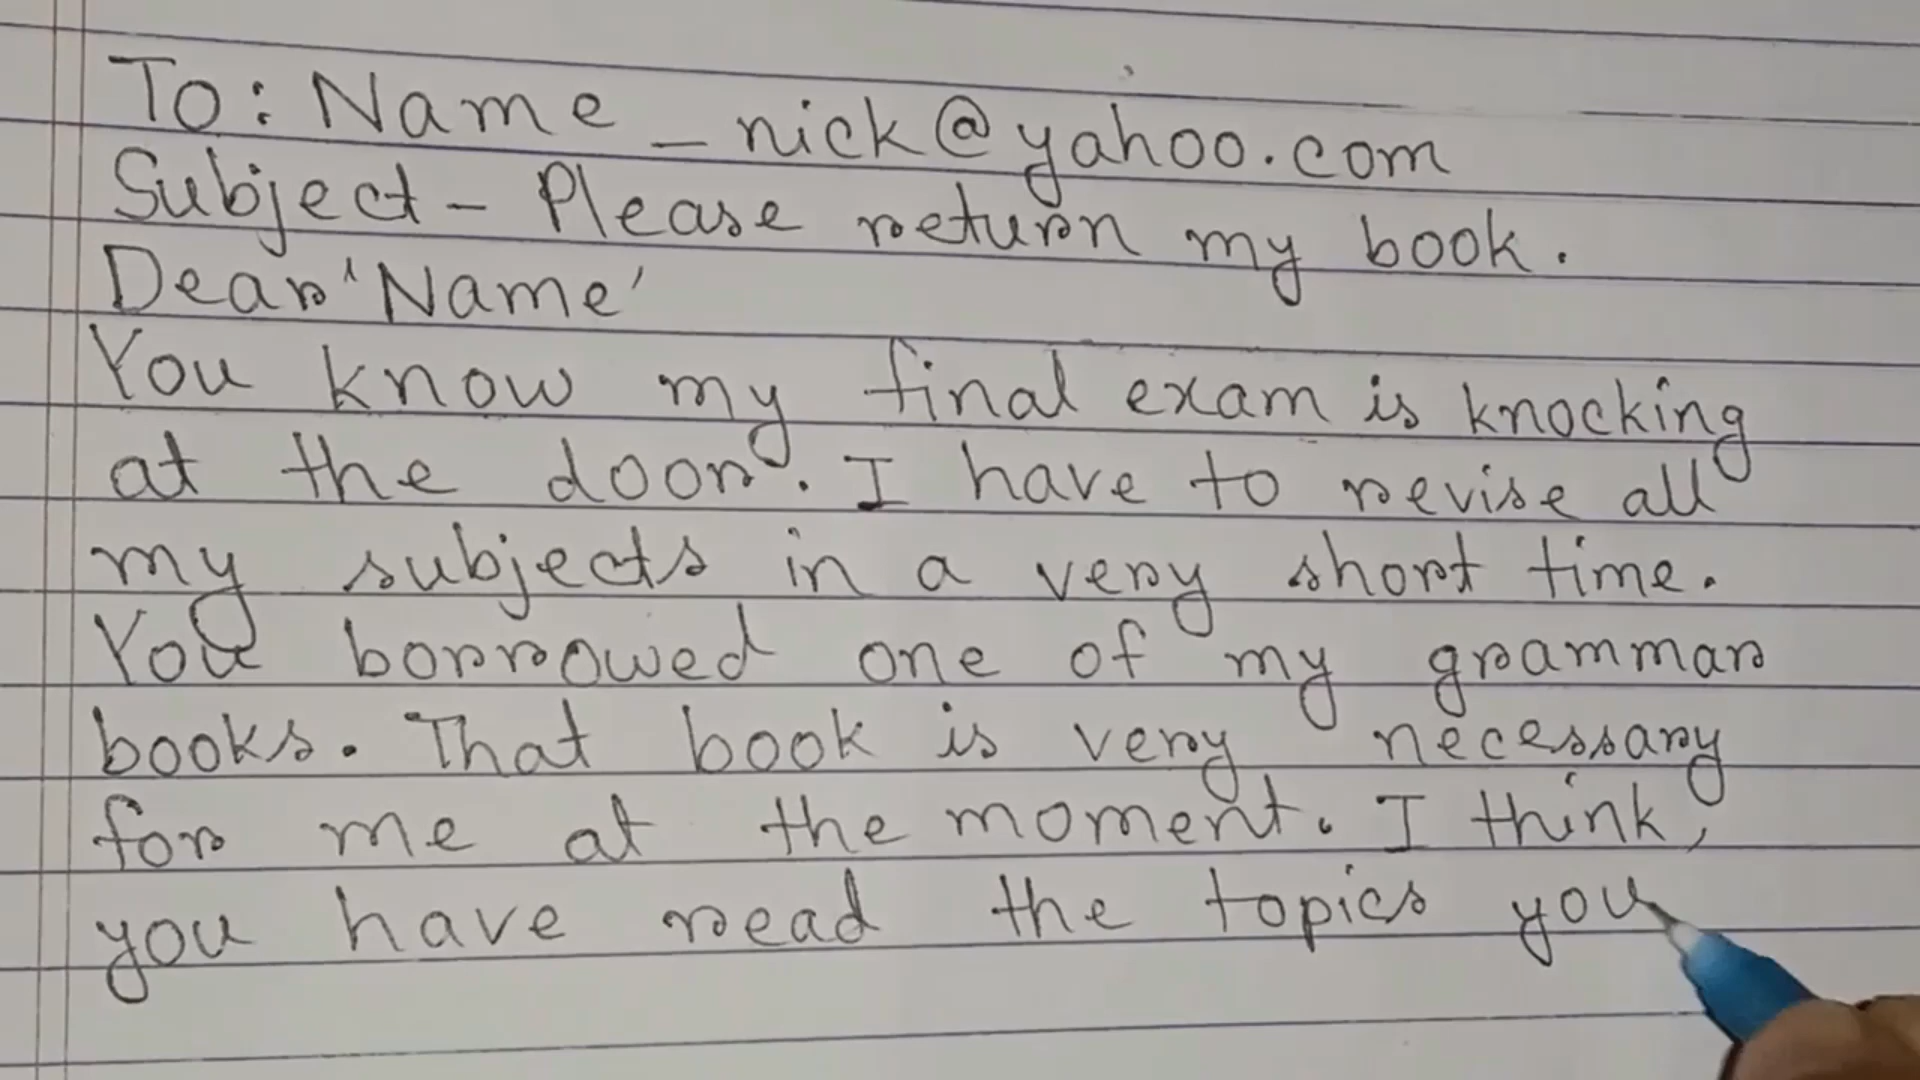 To: Name_nick@yahoo.com
Subject - Please return my book.
Dear 'Name'
You know my final exam is knocking
at the door. I have to revise all
my subjects in a very short time.
You borrowed one of my grammar
books. That book is very necessary
for me at the moment. I think,
you have read the topics you